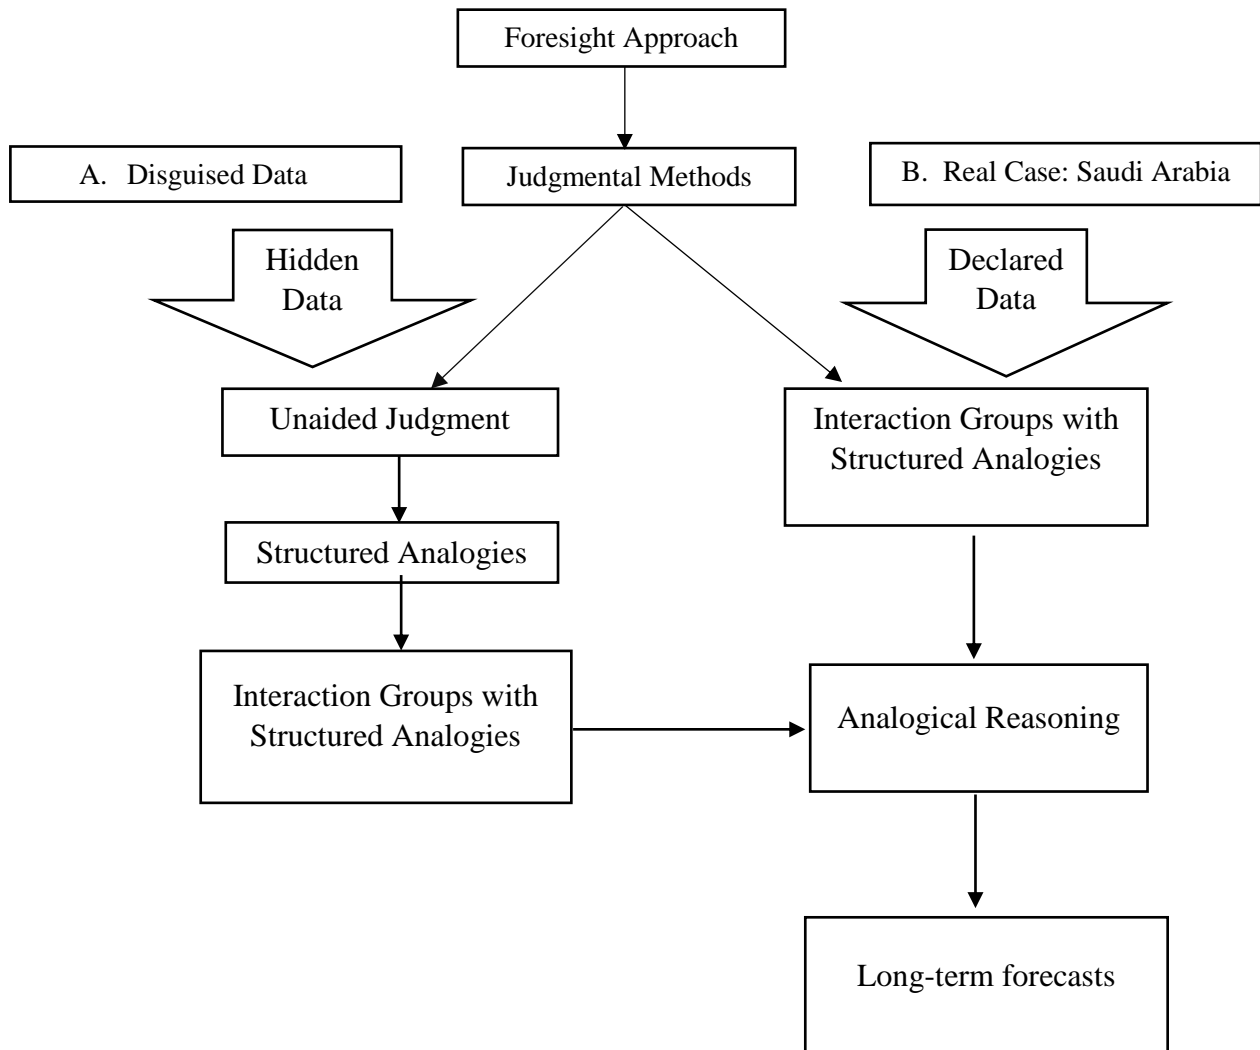 Foresight Approach
A. Disguised Data
Judgmental Methods
B. Real Case: Saudi Arabia
Hidden
Data
Declared
Data
Unaided Judgment
Interaction Groups with
Structured Analogies
Structured Analogies
Interaction Groups with
Structured Analogies
Analogical Reasoning
Long-term forecasts